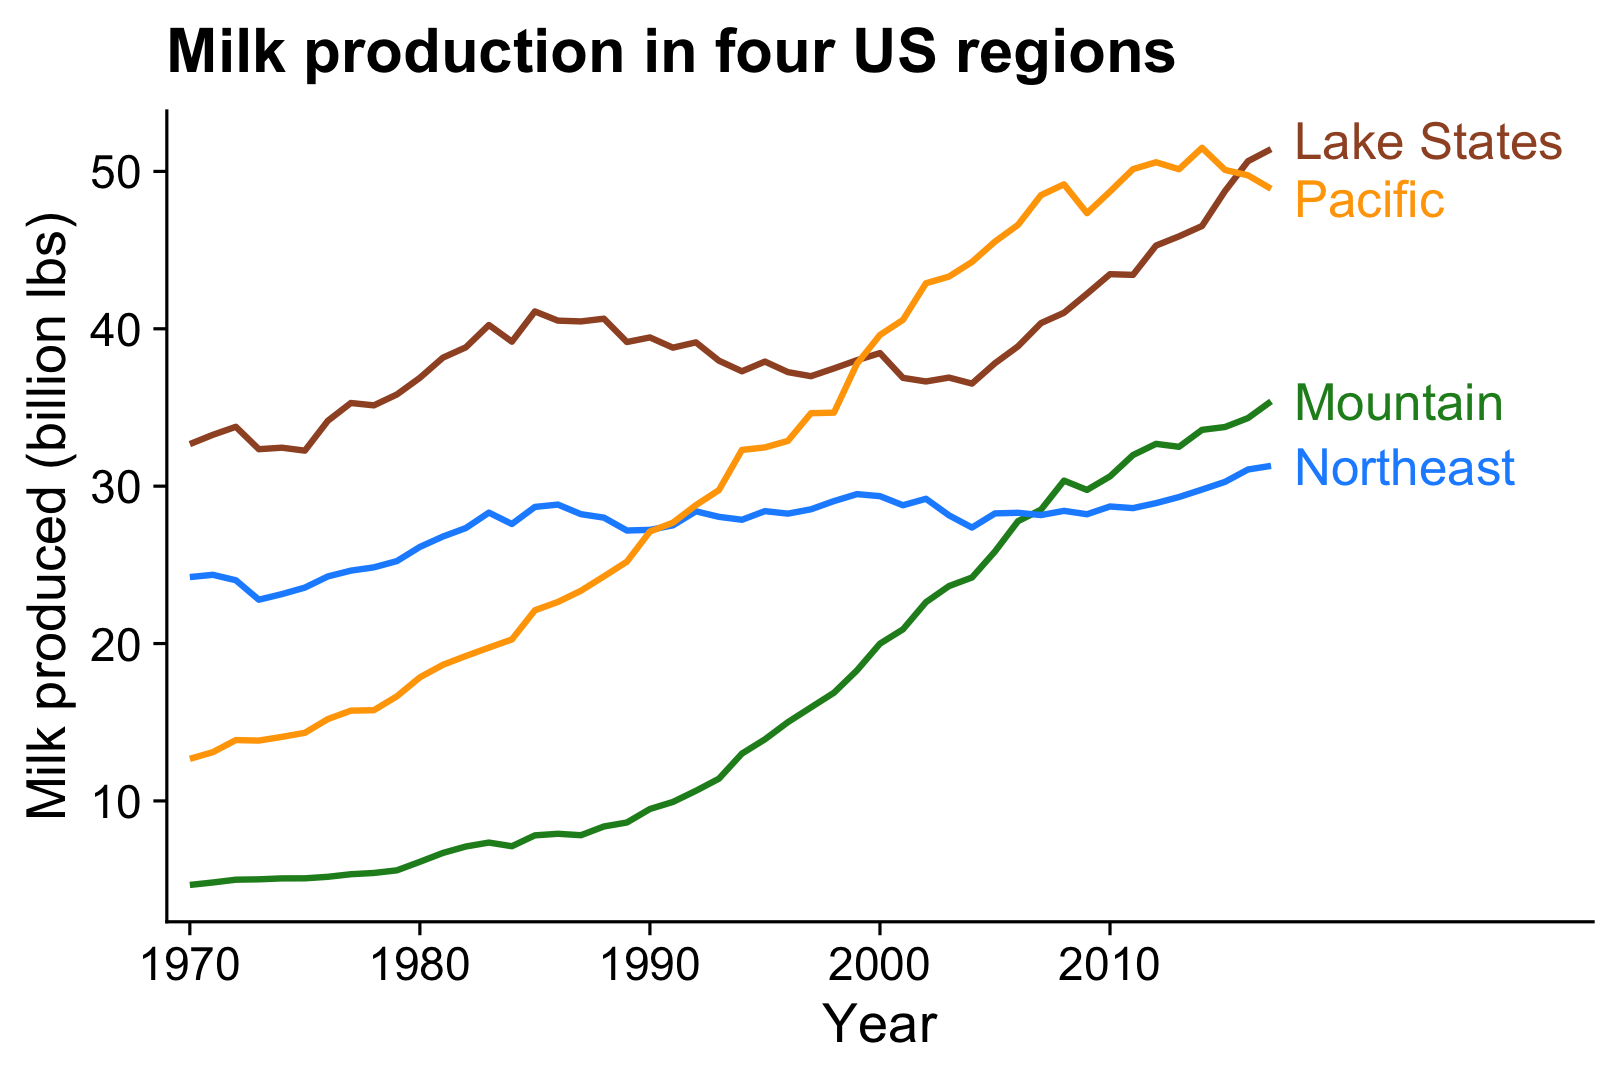 Milk production in four US regions
Milk produced (billion lbs)
50
40
30
20
10
Lake States
Pacific
Mountain
Northeast
1970 1980 1990 2000 2010
Year